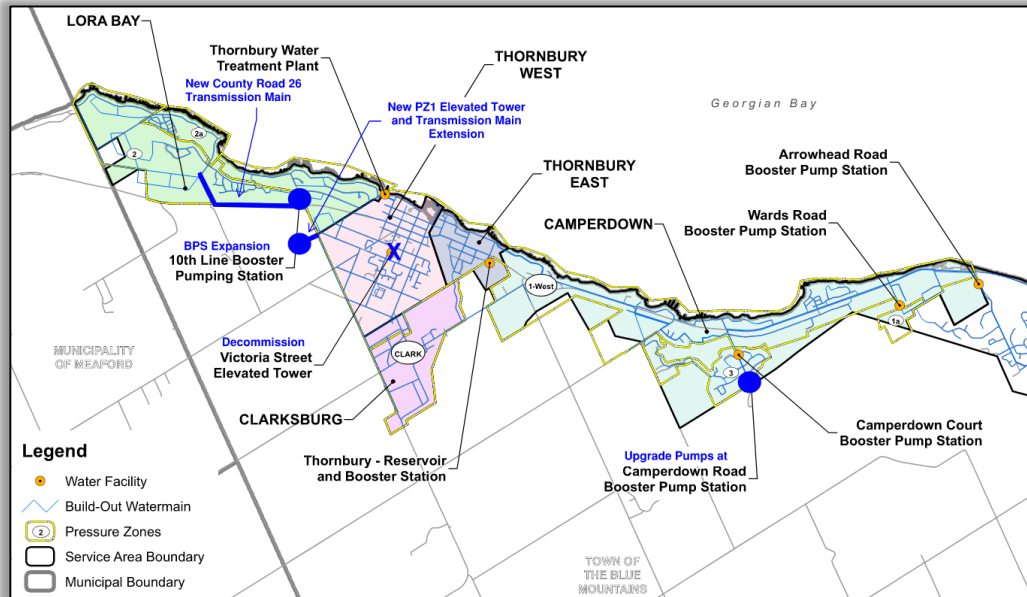 LORA BAY
Thornbury Water
Treatment Plant
THORNBURY
WEST
New County Road 26
Transmission Main
New PZ1 Elevated Tower
and Transmission Main
Extension
Georgian Bay
2a
2
THORNBURY
EAST
Arrowhead Road
Booster Pump Station
CAMPERDOWN
Wards Road
Booster Pump Station
BPS Expansion
10th Line Booster
Pumping Station
X
1-West
1a
MUNICIPALITY
OF MEAFORD
Decommission
Victoria Street
Elevated Tower
CLARK
3
CLARKSBURG
Camperdown Court
Booster Pump Station
Thornbury - Reservoir
and Booster Station
Upgrade Pumps at
Camperdown Road
Booster Pump Station
Legend
Water Facility
Build-Out Watermain
2
Pressure Zones
Service Area Boundary
Municipal Boundary
TOWN OF
THE BLUE
MOUNTAINS